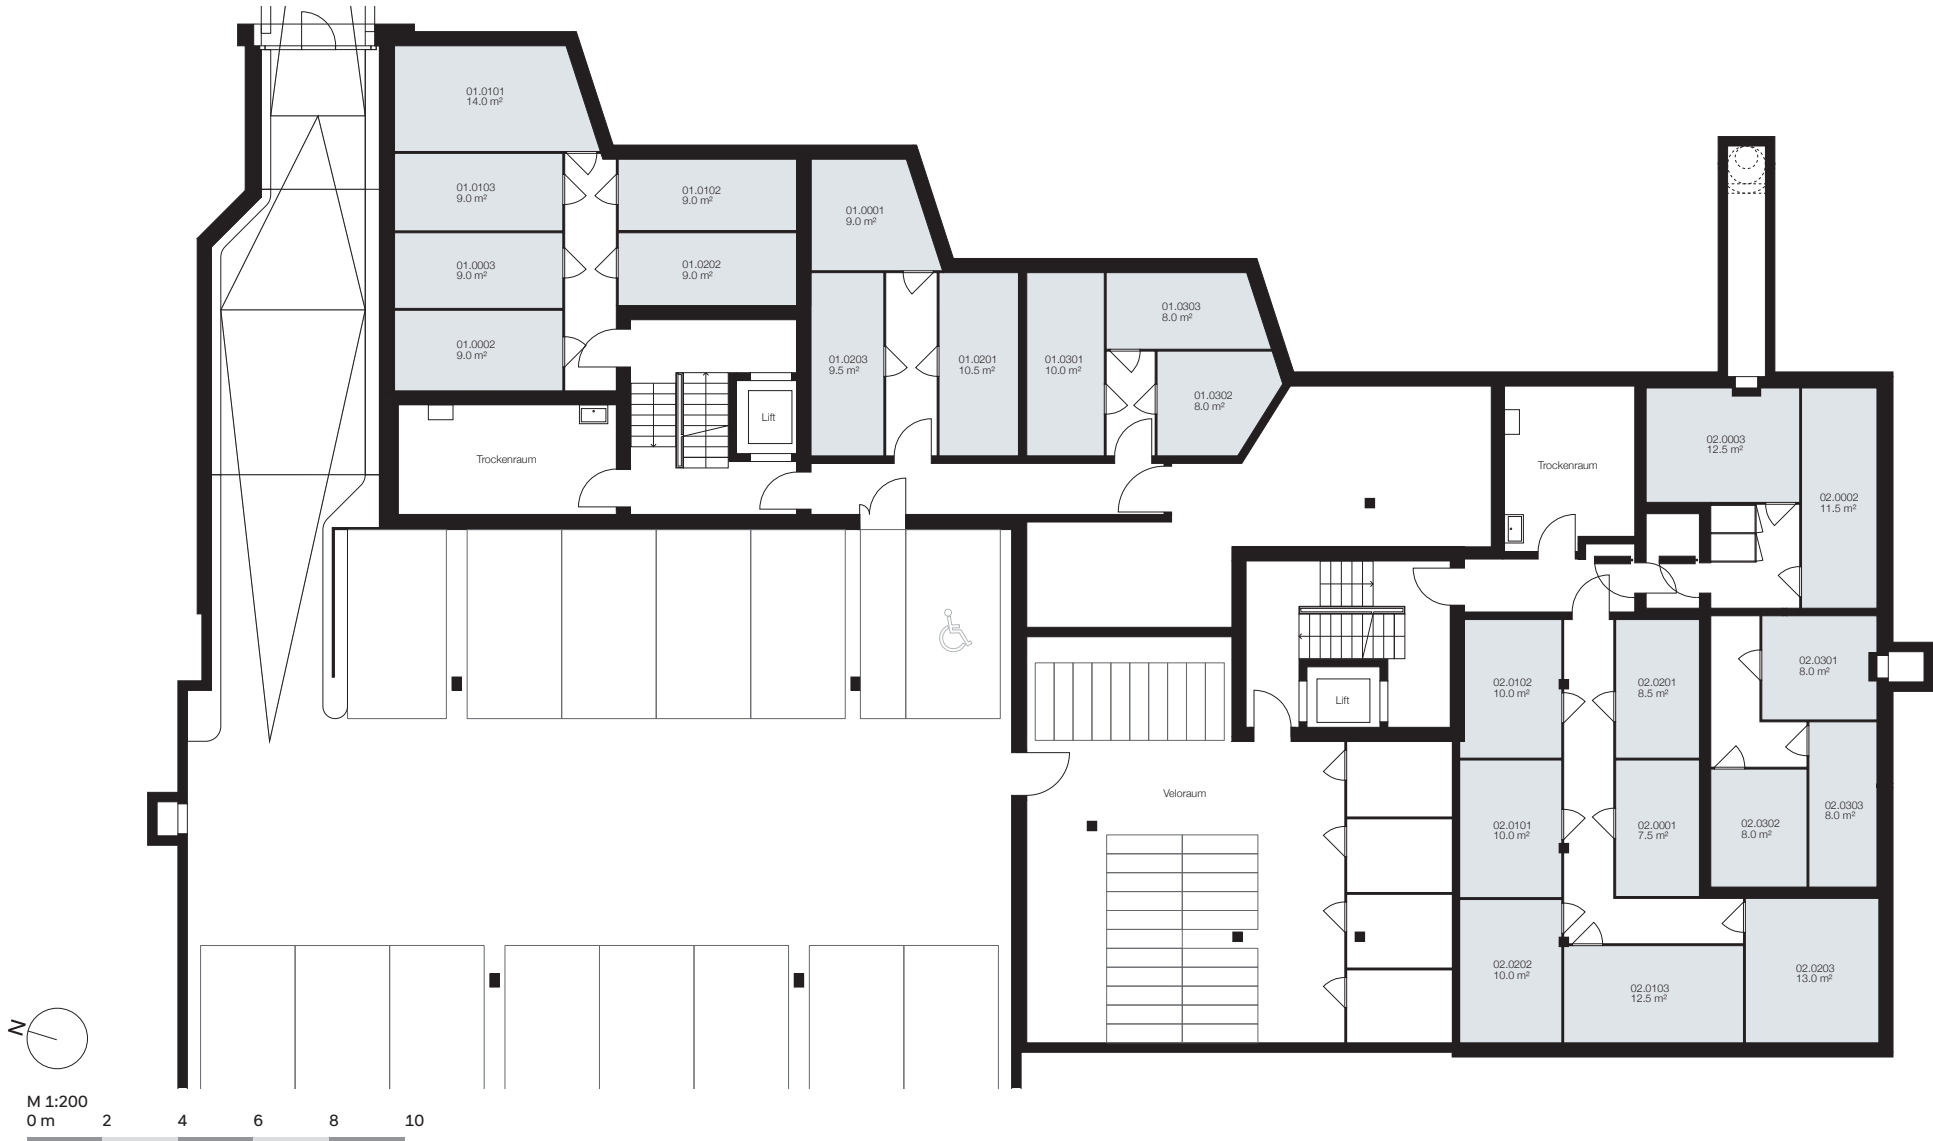 01.0101
14.0 m²
01.0103
9.0 m²
01.0102
9.0 m²
01.0001
9.0 m²
01.0003
9.0 m²
01.0202
9.0 m²
01.0002
9.0 m²
01.0203
9.5 m²
01.0201
10.5 m²
01.0301
10.0 m²
01.0303
8.0 m²
01.0302
8.0 m²
Lift
Trockenraum
Trockenraum
02.0003
12.5 m²
02.0002
11.5 m²
02.0102
10.0 m²
02.0201
8.5 m²
02.0301
8.0 m²
Lift
Veloraum
02.0101
10.0 m²
02.0001
7.5 m²
02.0302
8.0 m²
02.0303
8.0 m²
02.0202
10.0 m²
02.0103
12.5 m²
02.0203
13.0 m²
N
M 1:200
0 m 2 4 6 8 10